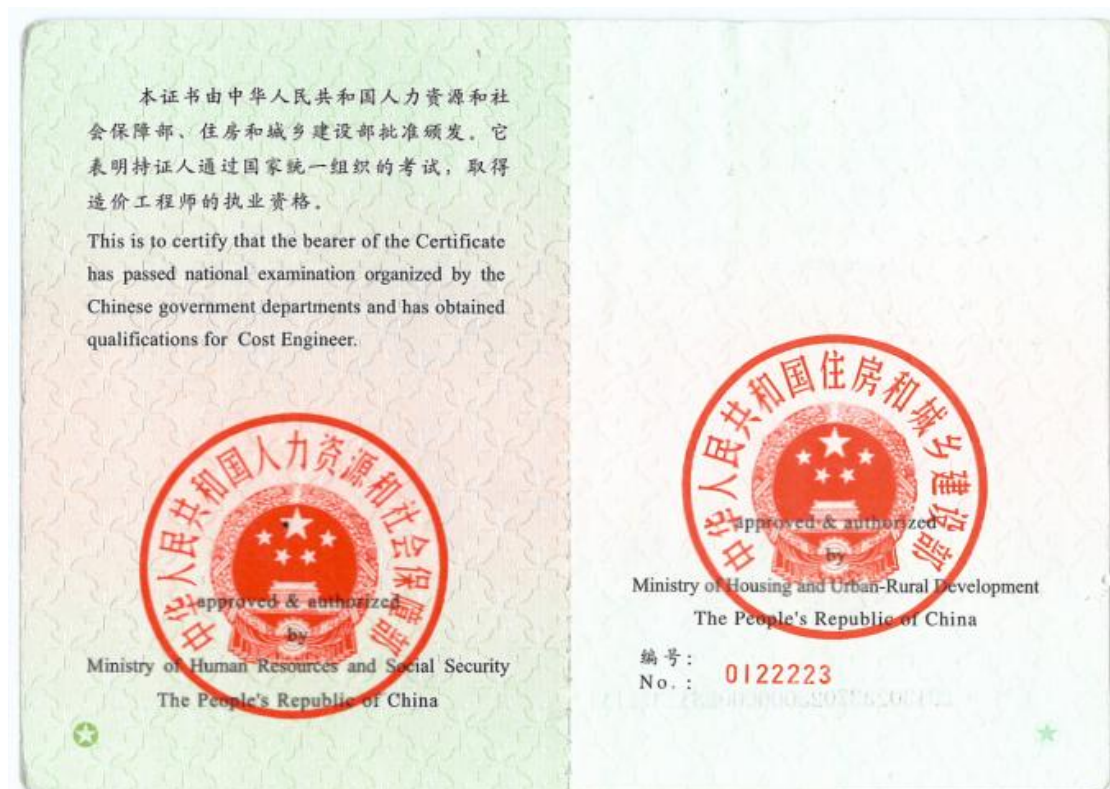 本证书由中华人民共和国人力资源和社
会保障部、住房和城乡建设部批准颁发。它
表明持证人通过国家统一组织的考试，取得
造价工程师的执业资格。
This is to certify that the bearer of the Certificate
has passed national examination organized by the
Chinese government departments and has obtained
qualifications for Cost Engineer.
中华人民共和国人力资源和社会保障部
approved & authorized
by
Ministry of Human Resources and Social Security
The People's Republic of China
中华人民共和国住房和城乡建设部
approved & authorized
by
Ministry of Housing and Urban-Rural Development
The People's Republic of China
编号：
No. : 0122223